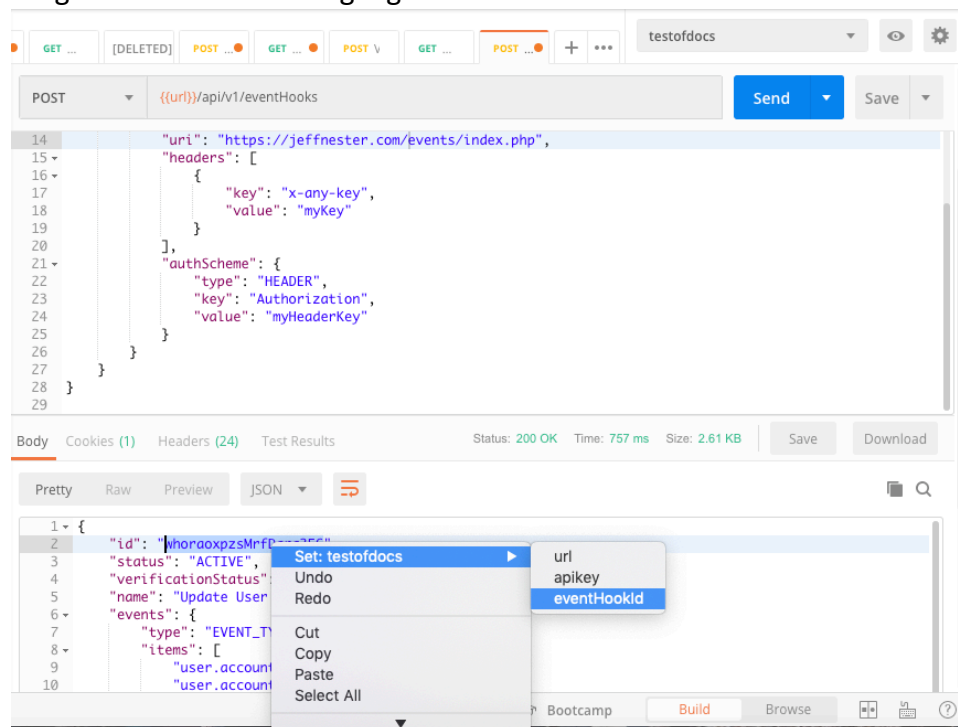 testofdocs
GET ... [DELETED] POST ... GET ... POST V GET ... POST ... + •••
POST {{url}}/api/v1/eventHooks Send Save
14 "uri": "https://jeffnester.com/events/index.php",
15 "headers": [
16 {
17 "key": "x-any-key",
18 "value": "myKey"
19 }
20 ],
21 "authScheme": {
22 "type": "HEADER",
23 "key": "Authorization",
24 "value": "myHeaderKey"
25 }
26 }
27 }
28 }
29
Body Cookies (1) Headers (24) Test Results Status: 200 OK Time: 757 ms Size: 2.61 KB Save Download
Pretty Raw Preview JSON
1 {
2 "id": "
3 "status": "ACTIVE",
4 "verificationStatus":
5 "name": "Update User
6 "events": {
7 "type": "EVENT_TY
8 "items": [
9 "user.account
10 "user.account
Set: testofdocs
Undo
Redo
Cut
Copy
Paste
Select All
url
apikey
eventHookId
Bootcamp Build Browse ?